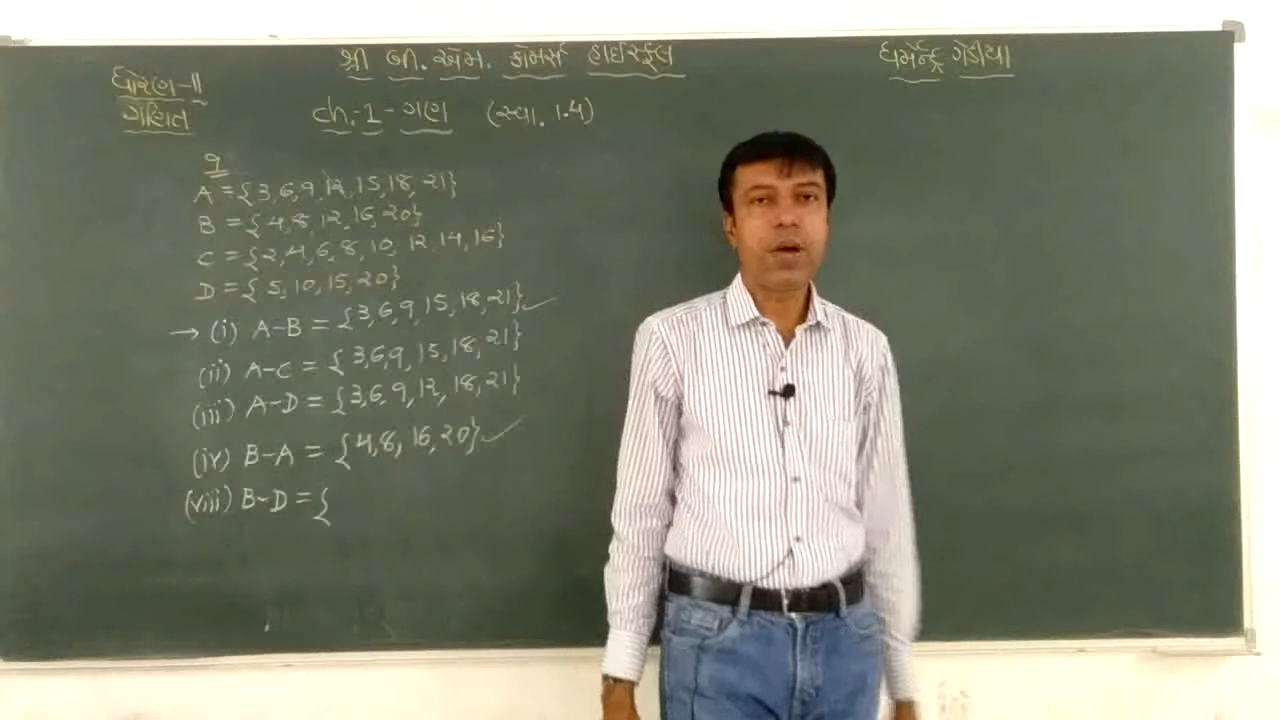 શ્રી બી. એમ. કોમર્સ હાઈસ્કૂલ
ધર્મેન્દ્ર ગેડીયા
ધોરણ-11
ગણિત
ch.-1 - ગણ (સ્વા. 1.4)
9
A = {3,6,9,12,15,18,21}
B = {4,8,12,16,20}
C = {2,4,6,8,10,12,14,16}
D = {5,10,15,20}
→ (i) A-B = {3,6,9,15,18,21} ✓
(ii) A-C = {3,6,9,15,18,21}
(iii) A-D = {3,6,9,12,18,21}
(iv) B-A = {4,8,16,20} ✓
(viii) B-D = {